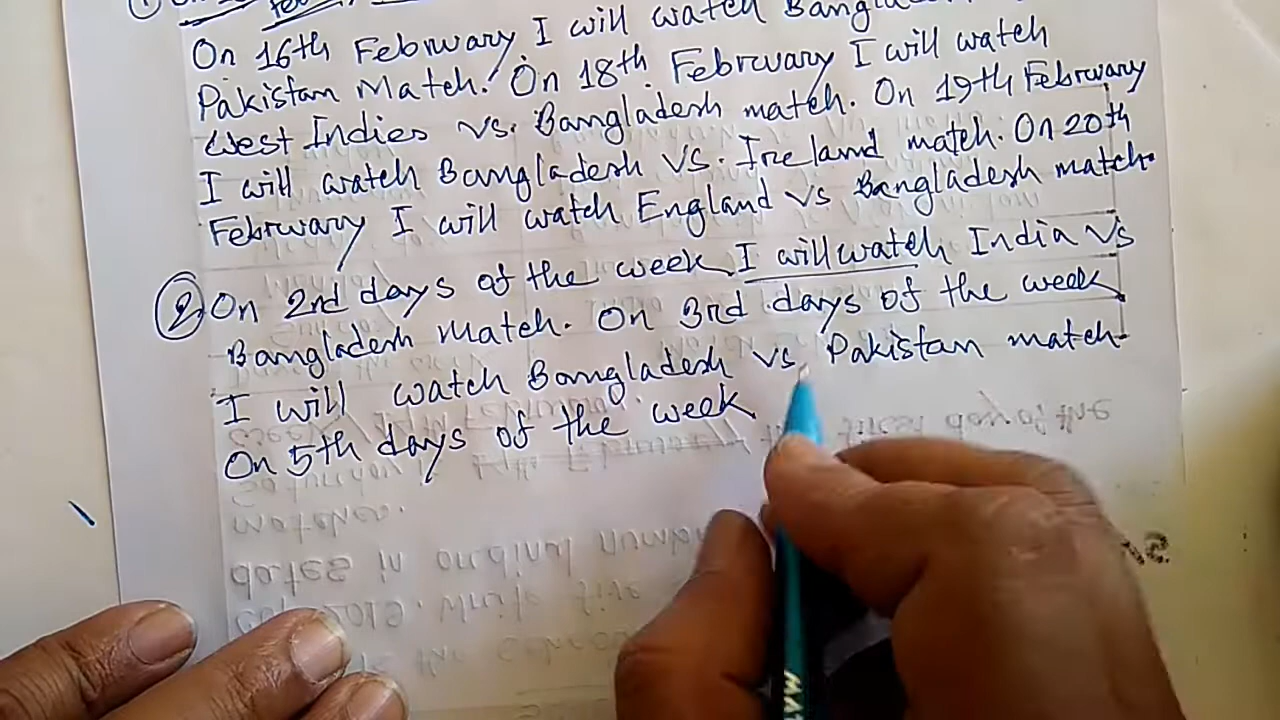 On 16th February I will watch
Pakistan Match. On 18th February I will watch
West Indies vs. Bangladesh match. On 19th February
I will watch Bangladesh VS. Ireland match. On 20th
February I will watch England vs Bangladesh match.
② On 2nd days of the week I will watch India Vs
Bangladesh Match. On 3rd days of the week
I will watch Bangladesh vs Pakistan match.
On 5th days of the week